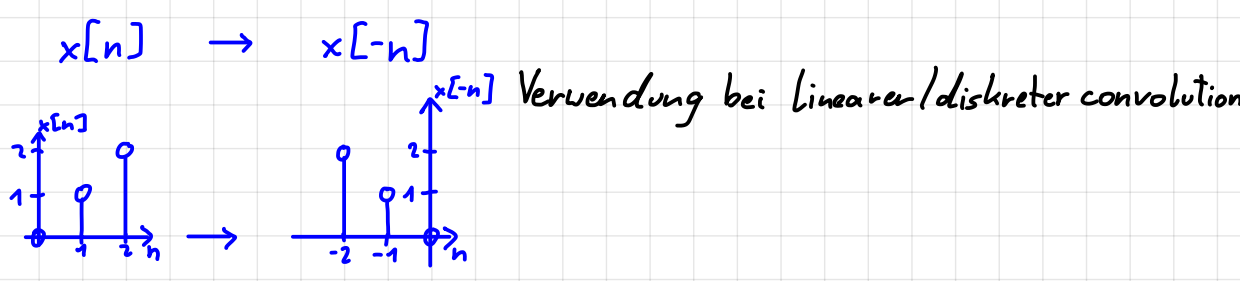 x[n] → x[-n]
x[-n] Verwendung bei linearer/diskreter convolution
x[n]
2 2
1 1
1 2 n -2 -1 n